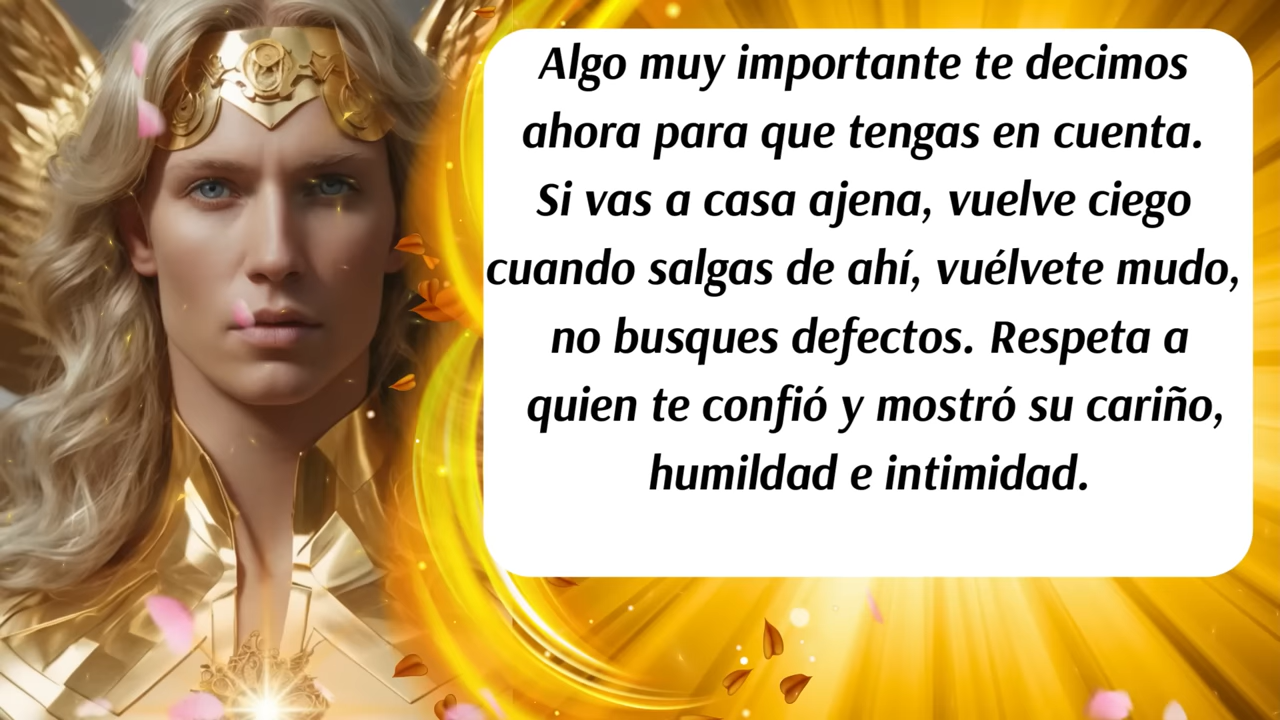 Algo muy importante te decimos
ahora para que tengas en cuenta.
Si vas a casa ajena, vuelve ciego
cuando salgas de ahí, vuélvete mudo,
no busques defectos. Respeta a
quien te confió y mostró su cariño,
humildad e intimidad.